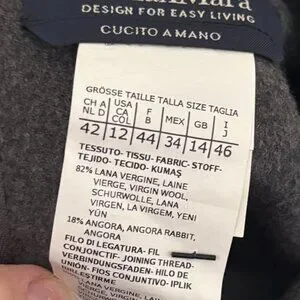 DESIGN FOR EASY LIVING
CUCITO A MANO
GRÖSSE TAILLE TALLA SIZE TAGLIA
CH A NL D USA CA COL F B MEX GB I J
42 12 44 34 14 46
TESSUTO- TISSU- FABRIC- STOFF-
TEJIDO- TECIDO- KUMAŞ
82% LANA VERGINE, LAINE
VIERGE, VIRGIN WOOL,
SCHURWOLLE, LANA
VIRGEN, LA VIRGEM, YENI
YÜN
18% ANGORA, ANGORA RABBIT,
ANGORA
FILO DI LEGATURA- FIL
CONJONCTIF- JOINING THREAD-
VERBINDUNGSFADEN- HILO DE
UNIÓN- FIOS CONJUNTIVO- IPLIK